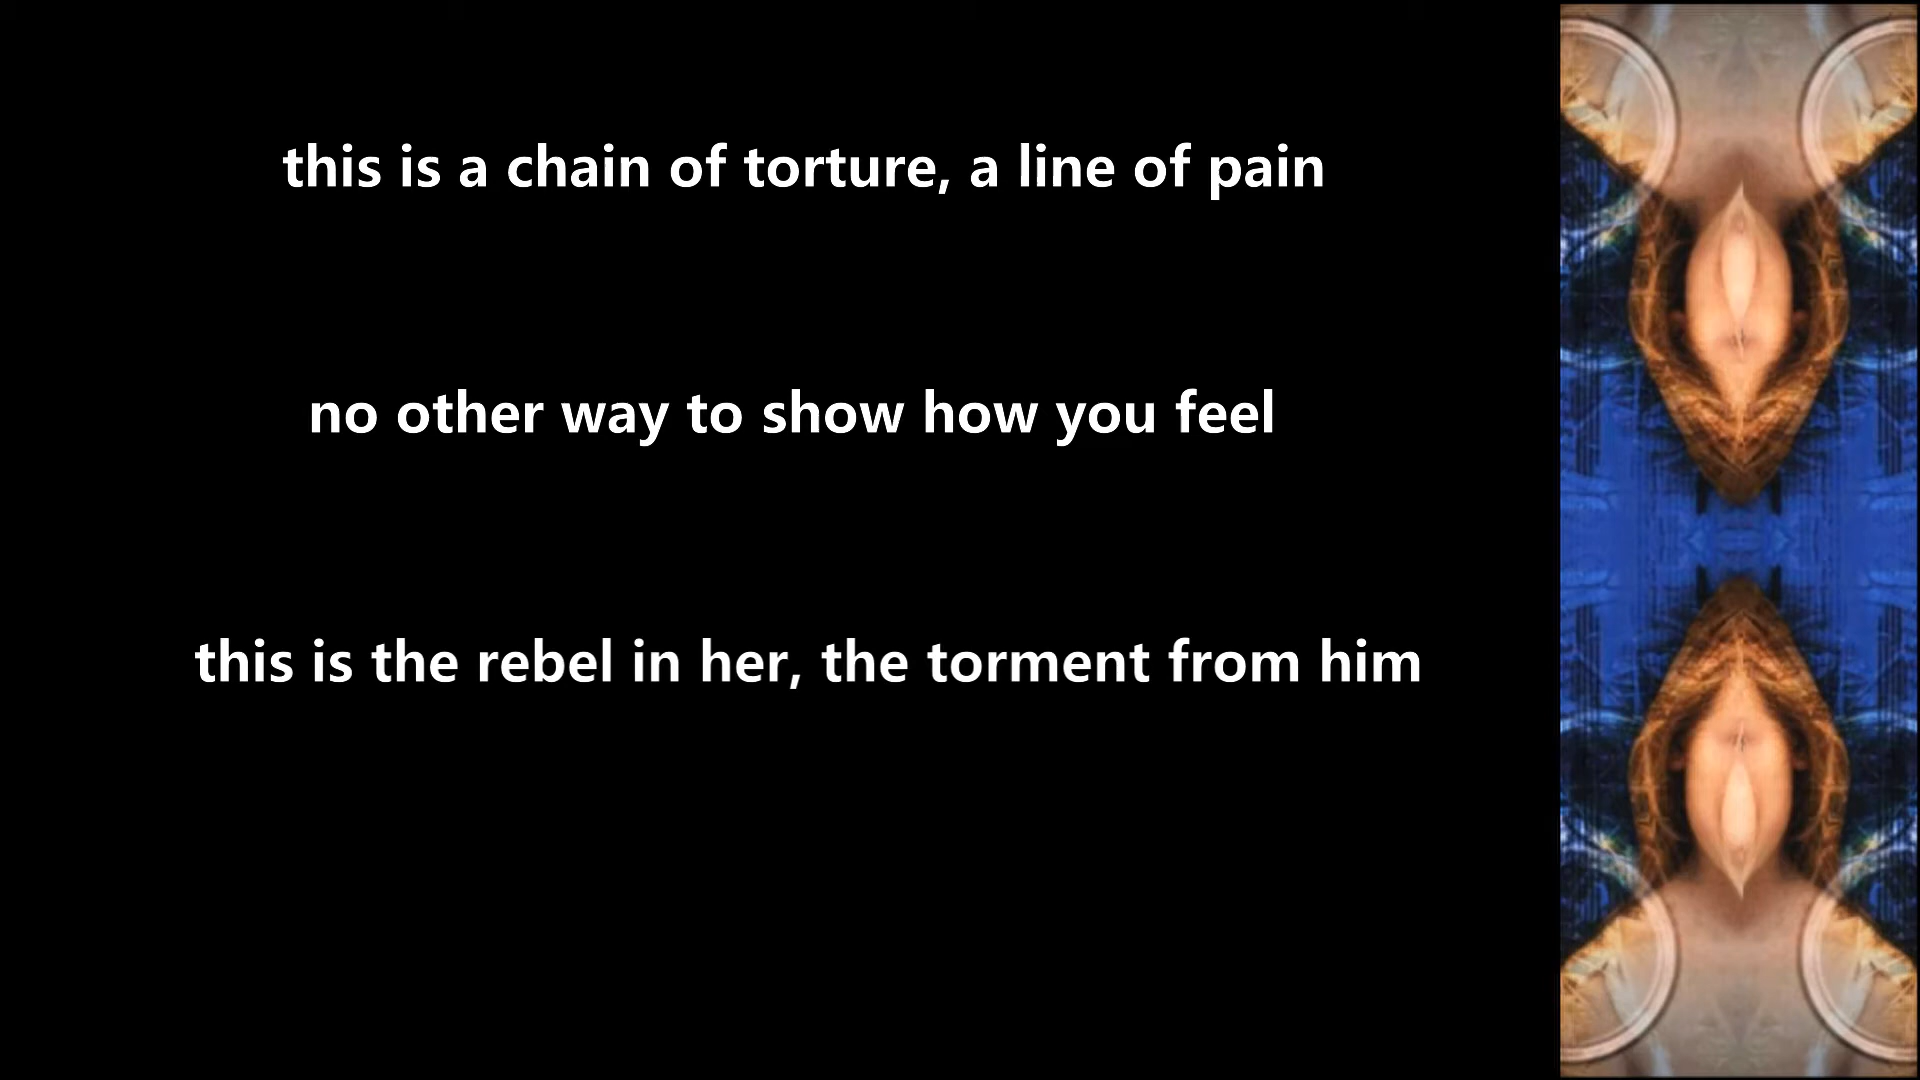 this is a chain of torture, a line of pain
no other way to show how you feel
this is the rebel in her, the torment from him